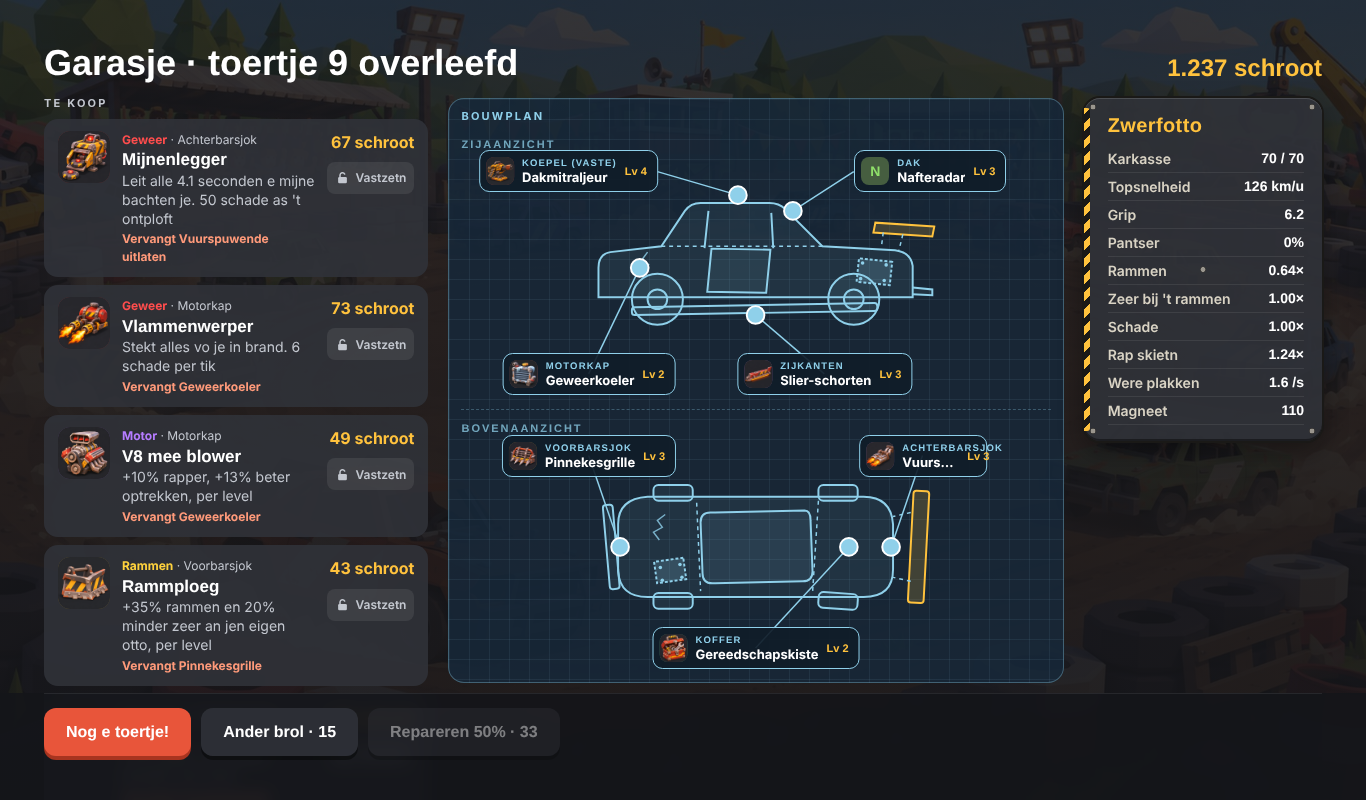 Garasje · toertje 9 overleefd
1.237 schroot
TE KOOP
Geweer · Achterbarsjok
67 schroot
Mijnenlegger
Vastzetn
Leit alle 4.1 seconden e mijne
bachten je. 50 schade as 't
ontploft
Vervangt Vuurspuwende
uitlaten
Geweer · Motorkap
73 schroot
Vlammenwerper
Vastzetn
Stekt alles vo je in brand. 6
schade per tik
Vervangt Geweerkoeler
Motor · Motorkap
49 schroot
V8 mee blower
Vastzetn
+10% rapper, +13% beter
optrekken, per level
Vervangt Geweerkoeler
Rammen · Voorbarsjok
43 schroot
Rammploeg
Vastzetn
+35% rammen en 20%
minder zeer an jen eigen
otto, per level
Vervangt Pinnekesgrille
BOUWPLAN
ZIJAANZICHT
KOEPEL (VASTE)
Dakmitraljeur Lv 4
N
DAK
Nafteradar Lv 3
MOTORKAP
Geweerkoeler Lv 2
ZIJKANTEN
Slier-schorten Lv 3
BOVENAANZICHT
VOORBARSJOK
Pinnekesgrille Lv 3
ACHTERBARSJOK
Vuurs... Lv 3
KOFFER
Gereedschapskiste Lv 2
Zwerfotto
Karkasse 70 / 70
Topsnelheid 126 km/u
Grip 6.2
Pantser 0%
Rammen 0.64×
Zeer bij 't rammen 1.00×
Schade 1.00×
Rap skietn 1.24×
Were plakken 1.6 /s
Magneet 110
Nog e toertje!
Ander brol · 15
Repareren 50% · 33